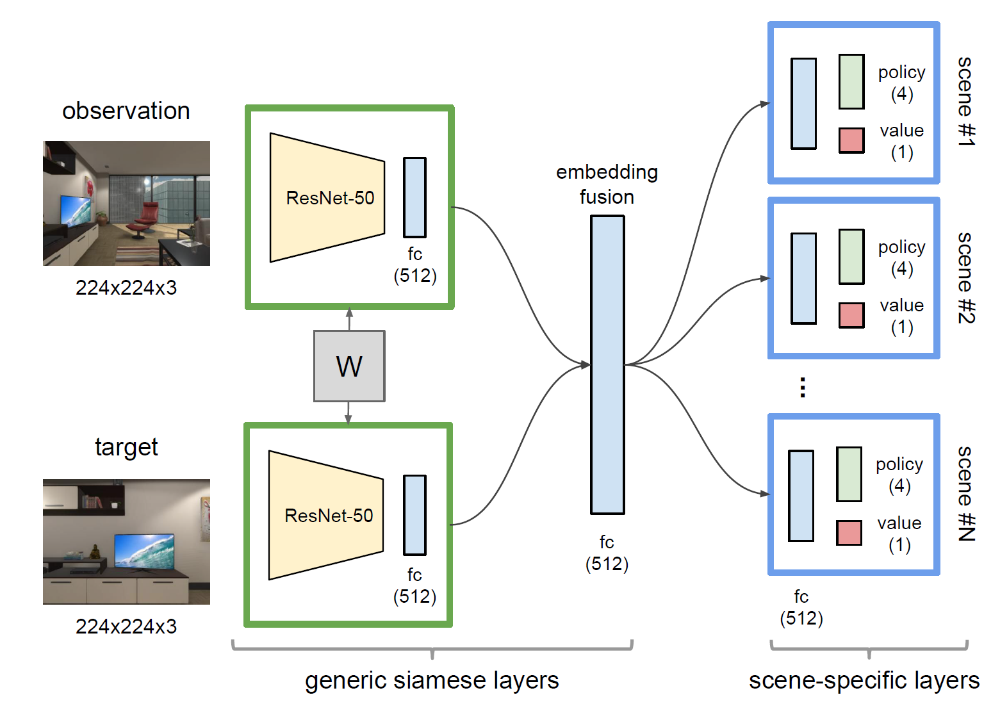 observation
224x224x3
target
224x224x3
ResNet-50
fc
(512)
W
ResNet-50
fc
(512)
embedding
fusion
fc
(512)
policy
(4)
value
(1)
scene #1
policy
(4)
value
(1)
scene #2
...
policy
(4)
value
(1)
scene #N
fc
(512)
generic siamese layers
scene-specific layers